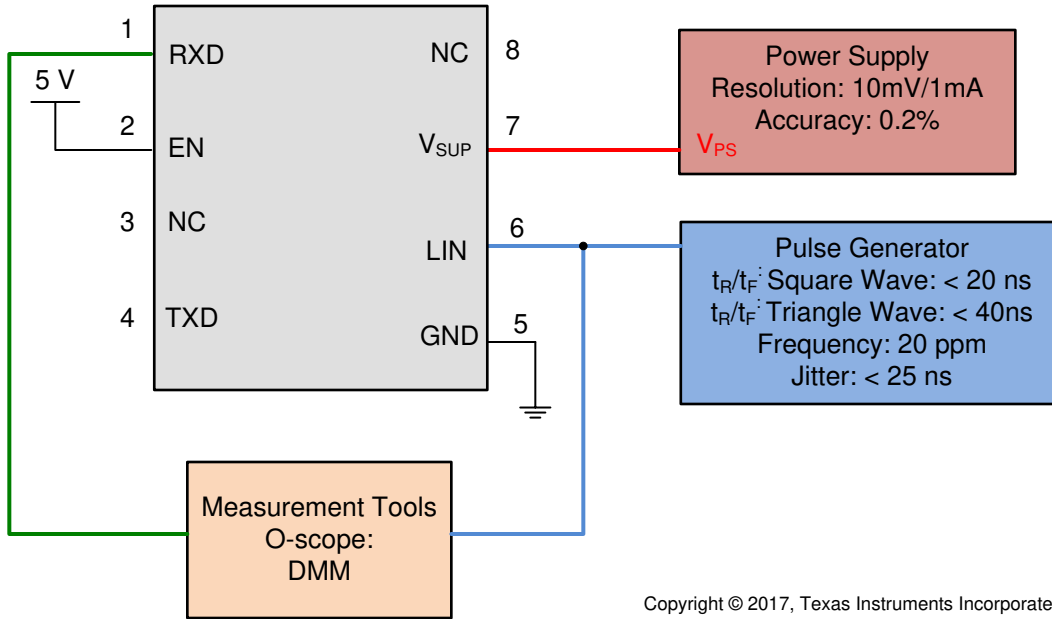 1
RXD
5 V
2
EN
3
NC
4
TXD
NC
8
7
VSUP
6
LIN
5
GND
Power Supply
Resolution: 10mV/1mA
Accuracy: 0.2%
VPS
Pulse Generator
tR/tF: Square Wave: < 20 ns
tR/tF: Triangle Wave: < 40ns
Frequency: 20 ppm
Jitter: < 25 ns
Measurement Tools
O-scope:
DMM
Copyright © 2017, Texas Instruments Incorporate